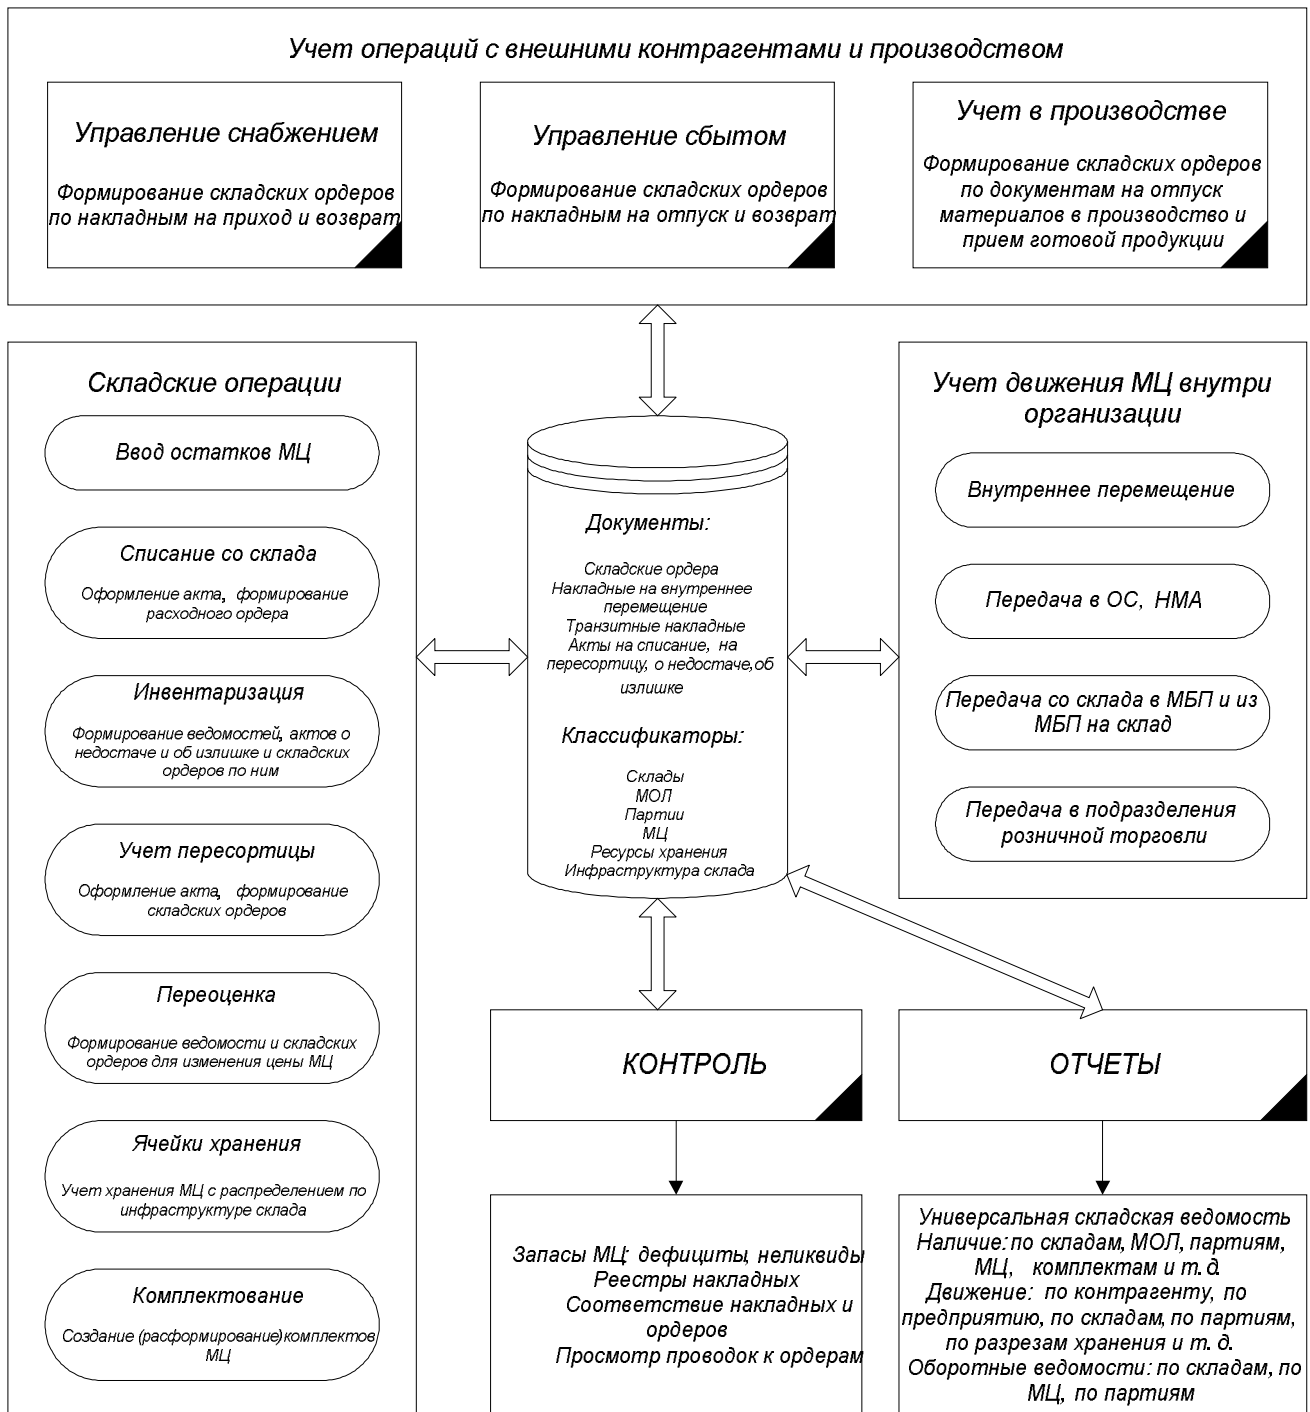 Учет операций с внешними контрагентами и производством
Управление снабжением
Формирование складских ордеров
по накладным на приход и возврат
Управление сбытом
Формирование складских ордеров
по накладным на отпуск и возврат
Учет в производстве
Формирование складских ордеров
по документам на отпуск
материалов в производство и
прием готовой продукции
Складские операции
Ввод остатков МЦ
Списание со склада
Оформление акта, формирование
расходного ордера
Инвентаризация
Формирование ведомостей, актов о
недостаче и об излишке и складских
ордеров по ним
Учет пересортицы
Оформление акта, формирование
складских ордеров
Переоценка
Формирование ведомости и складских
ордеров для изменения цены МЦ
Ячейки хранения
Учет хранения МЦ с распределением по
инфраструктуре склада
Комплектование
Создание (расформирование)комплектов
МЦ
Документы:
Складские ордера
Накладные на внутреннее
перемещение
Транзитные накладные
Акты на списание, на
пересортицу, о недостаче,об
излишке
Классификаторы:
Склады
МОЛ
Партии
МЦ
Ресурсы хранения
Инфраструктура склада
Учет движения МЦ внутри
организации
Внутреннее перемещение
Передача в ОС, НМА
Передача со склада в МБП и из
МБП на склад
Передача в подразделения
розничной торговли
КОНТРОЛЬ
Запасы МЦ: дефициты, неликвиды
Реестры накладных
Соответствие накладных и
ордеров
Просмотр проводок к ордерам
ОТЧЕТЫ
Универсальная складская ведомость
Наличие: по складам, МОЛ, партиям,
МЦ, комплектам и т. д.
Движение: по контрагенту, по
предприятию, по складам, по партиям,
по разрезам хранения и т. д.
Оборотные ведомости: по складам, по
МЦ, по партиям